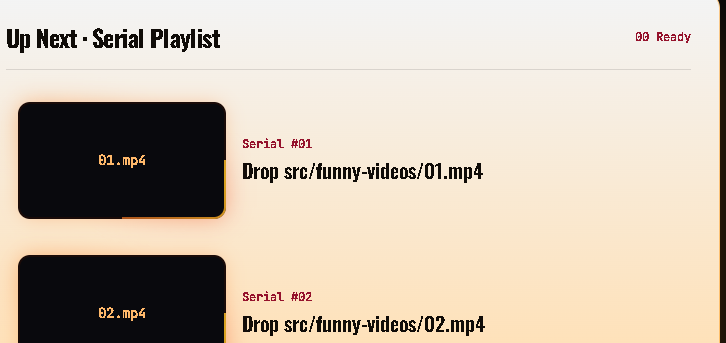 Up Next · Serial Playlist
00 Ready
01.mp4
Serial #01
Drop src/funny-videos/01.mp4
02.mp4
Serial #02
Drop src/funny-videos/02.mp4